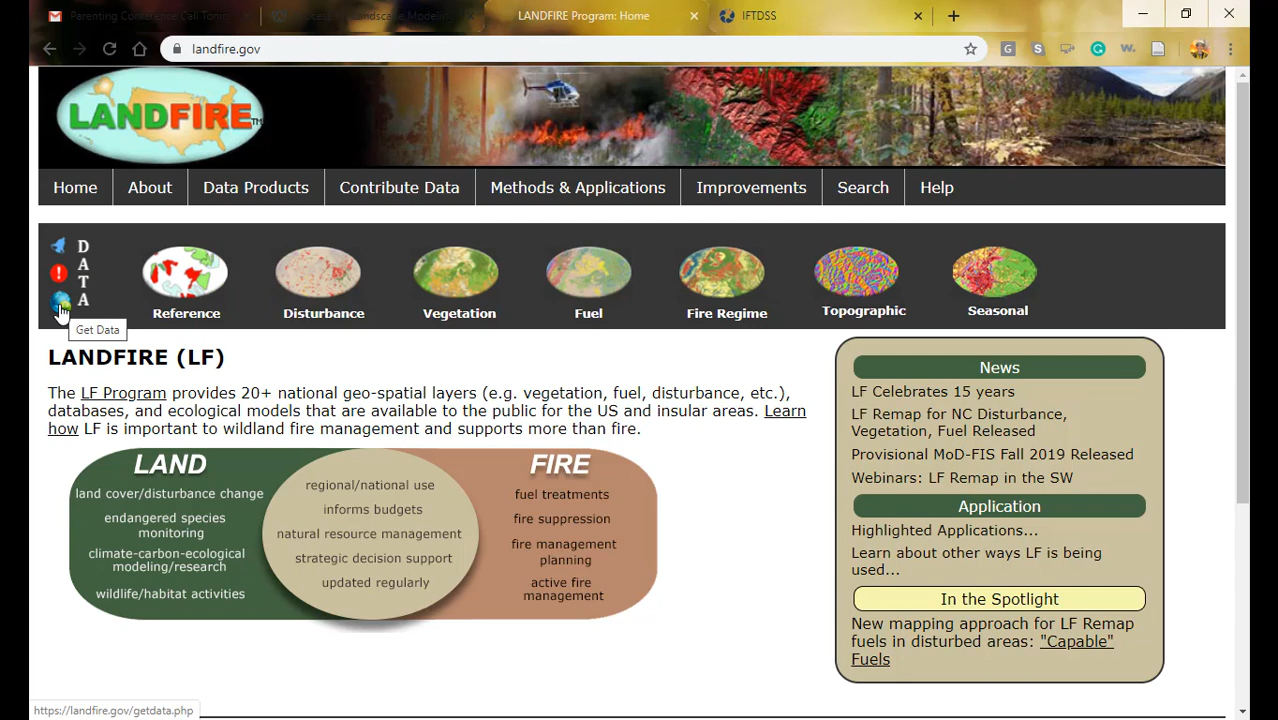 Parenting Conference Call Tonig
Landscape Modeling
LANDFIRE Program: Home
IFTDSS
landfire.gov
LANDFIRE™
Home About Data Products Contribute Data Methods & Applications Improvements Search Help
DATA
Reference Disturbance Vegetation Fuel Fire Regime Topographic Seasonal
Get Data
LANDFIRE (LF)
The LF Program provides 20+ national geo-spatial layers (e.g. vegetation, fuel, disturbance, etc.),
databases, and ecological models that are available to the public for the US and insular areas. Learn
how LF is important to wildland fire management and supports more than fire.
LAND
land cover/disturbance change
endangered species
monitoring
climate-carbon-ecological
modeling/research
wildlife/habitat activities
regional/national use
informs budgets
natural resource management
strategic decision support
updated regularly
FIRE
fuel treatments
fire suppression
fire management
planning
active fire
management
News
LF Celebrates 15 years
LF Remap for NC Disturbance,
Vegetation, Fuel Released
Provisional MoD-FIS Fall 2019 Released
Webinars: LF Remap in the SW
Application
Highlighted Applications...
Learn about other ways LF is being
used...
In the Spotlight
New mapping approach for LF Remap
fuels in disturbed areas: "Capable"
Fuels
https://landfire.gov/getdata.php